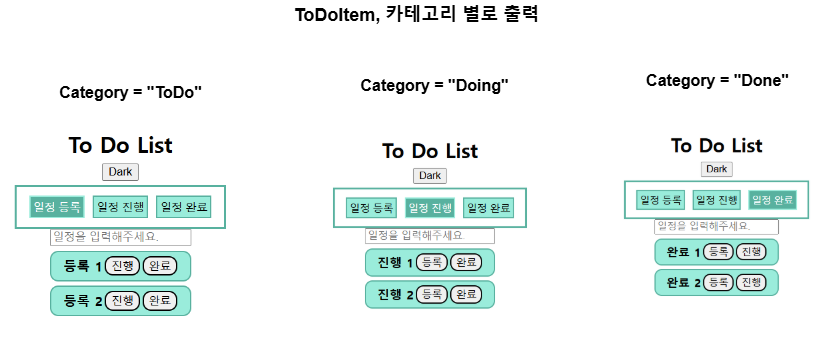 ToDoItem, 카테고리 별로 출력
Category = "ToDo"
To Do List
Dark
일정 등록 일정 진행 일정 완료
일정을 입력해주세요.
등록 1 진행 완료
등록 2 진행 완료
Category = "Doing"
To Do List
Dark
일정 등록 일정 진행 일정 완료
일정을 입력해주세요.
진행 1 등록 완료
진행 2 등록 완료
Category = "Done"
To Do List
Dark
일정 등록 일정 진행 일정 완료
일정을 입력해주세요.
완료 1 등록 진행
완료 2 등록 진행